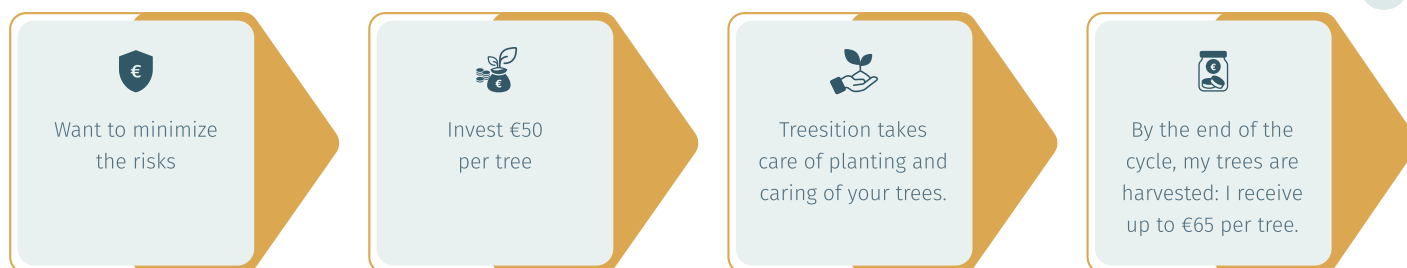 Want to minimize
the risks
Invest €50
per tree
Treesition takes
care of planting and
caring of your trees.
By the end of the
cycle, my trees are
harvested: I receive
up to €65 per tree.